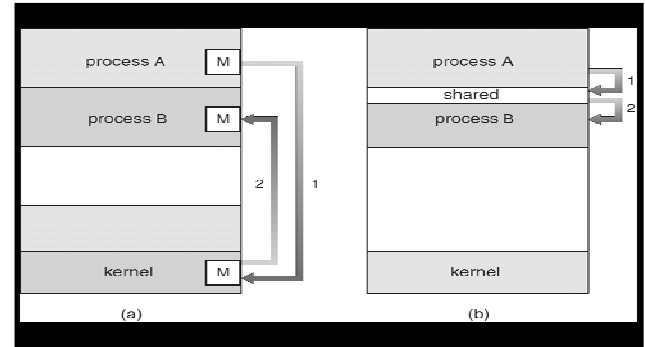 process A M
process B M
2 1
kernel M
(a)
process A
1
shared
2
process B
kernel
(b)